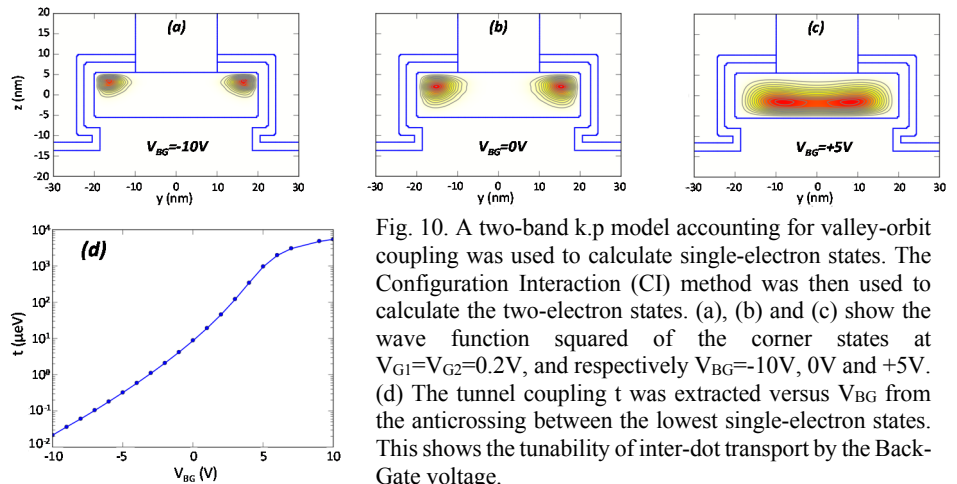 (a)
(b)
(c)
20
15
10
5
0
-5
-10
15
20
z (nm)
V_BG=-10V
V_BG=0V
V_BG=+5V
-30 -20 -10 0 10 20 30
-30 -20 -10 0 10 20 30
-30 -20 -10 0 10 20 30
y (nm)
y (nm)
y (nm)
(d)
10^4
10^3
10^2
10^1
10^0
10^-1
10^-2
t (µeV)
-10 -5 0 5 10
V_BG (V)
Fig. 10. A two-band k.p model accounting for valley-orbit
coupling was used to calculate single-electron states. The
Configuration Interaction (CI) method was then used to
calculate the two-electron states. (a), (b) and (c) show the
wave function squared of the corner states at
V_G1=V_G2=0.2V, and respectively V_BG=-10V, 0V and +5V.
(d) The tunnel coupling t was extracted versus V_BG from
the anticrossing between the lowest single-electron states.
This shows the tunability of inter-dot transport by the Back-
Gate voltage.